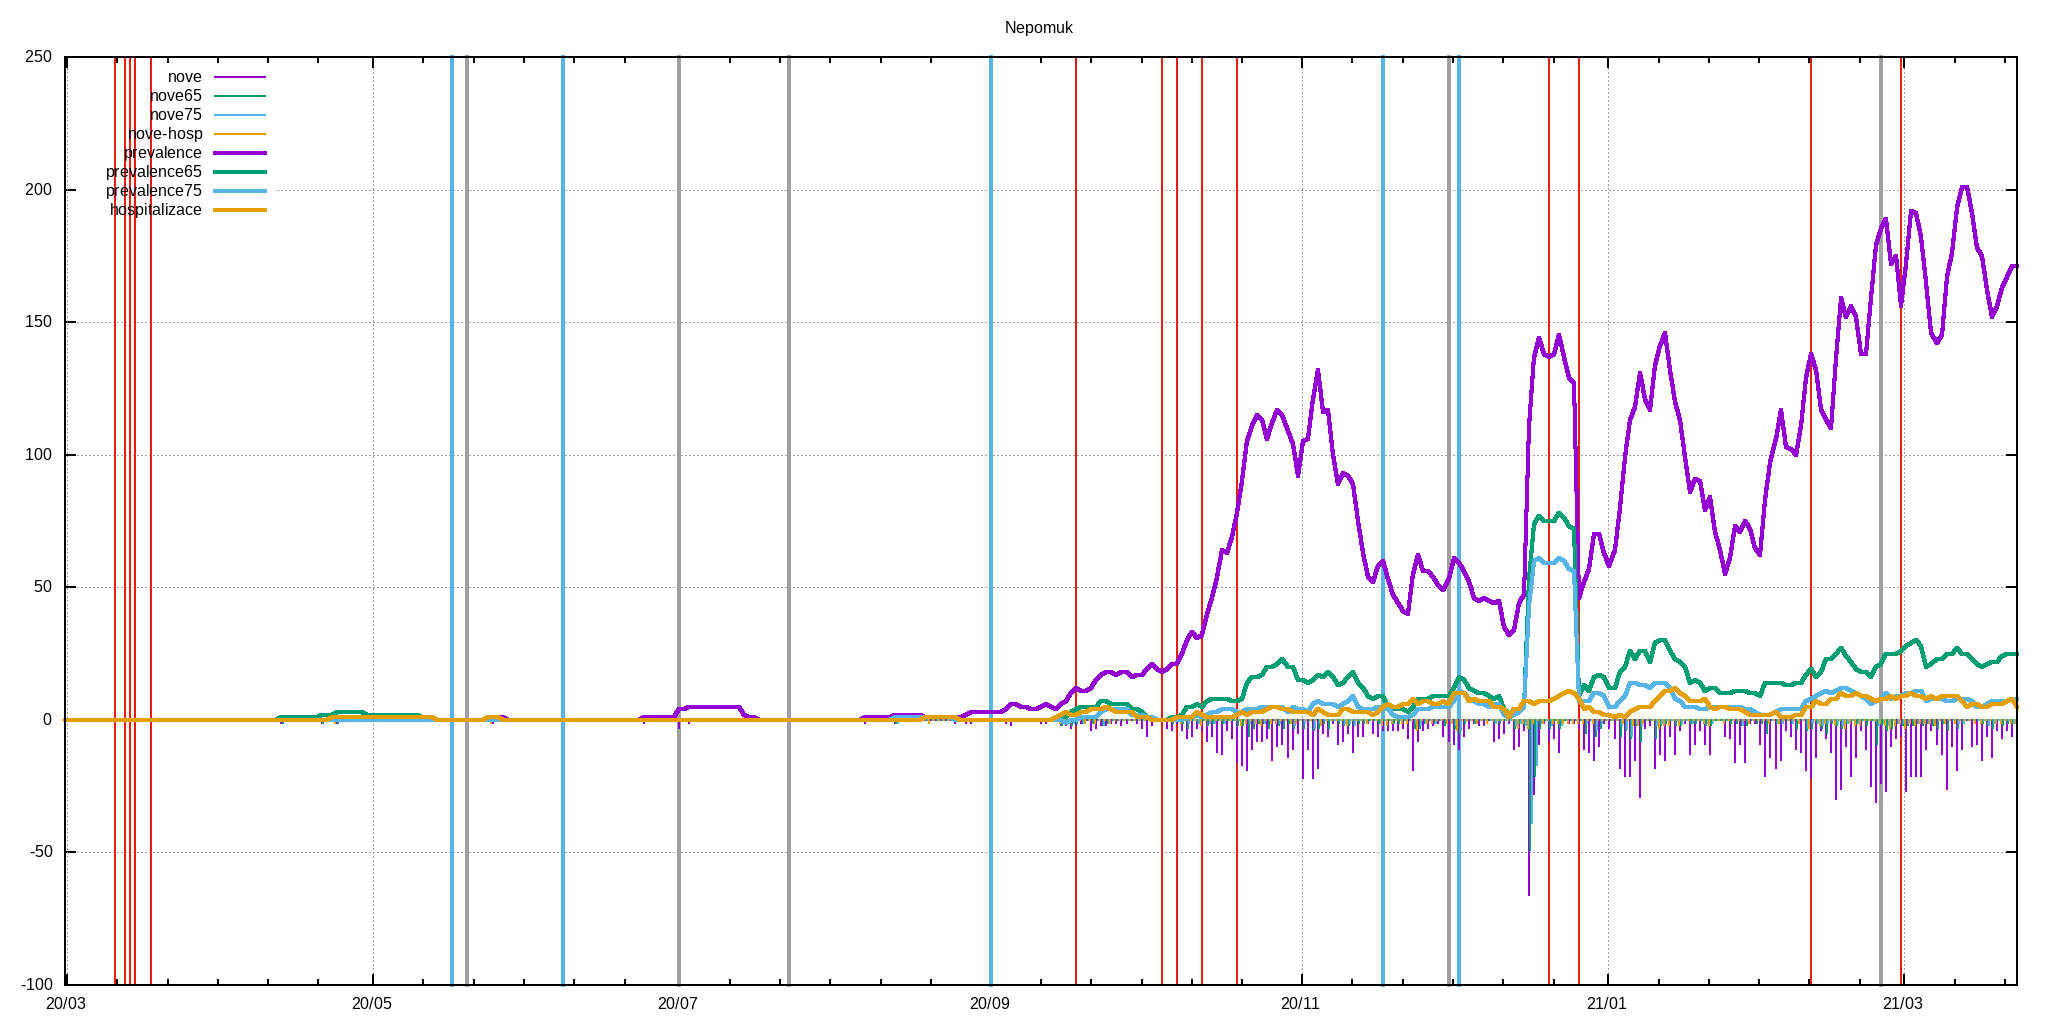 Nepomuk
250
200
150
100
50
0
-50
-100
nove
nove65
nove75
nove-hosp
prevalence
prevalence65
prevalence75
hospitalizace
20/03 20/05 20/07 20/09 20/11 21/01 21/03